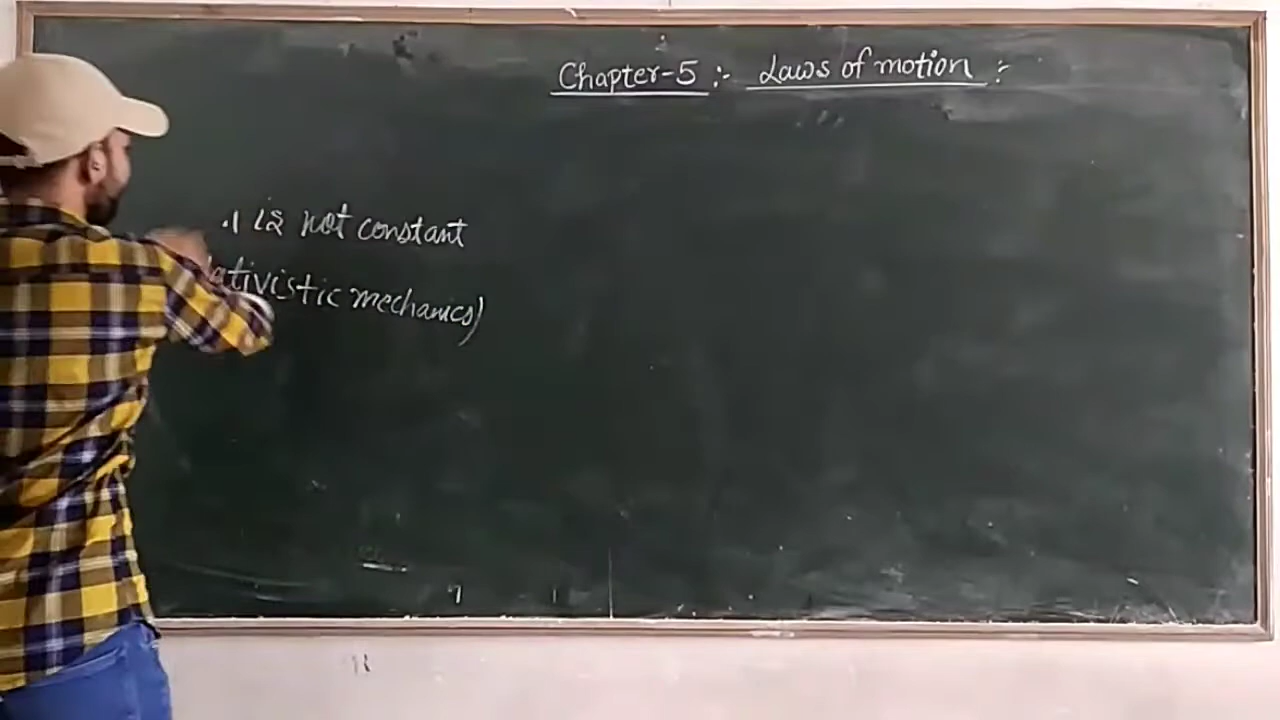 Chapter-5 :- Laws of motion :-
is not constant
mechanics)